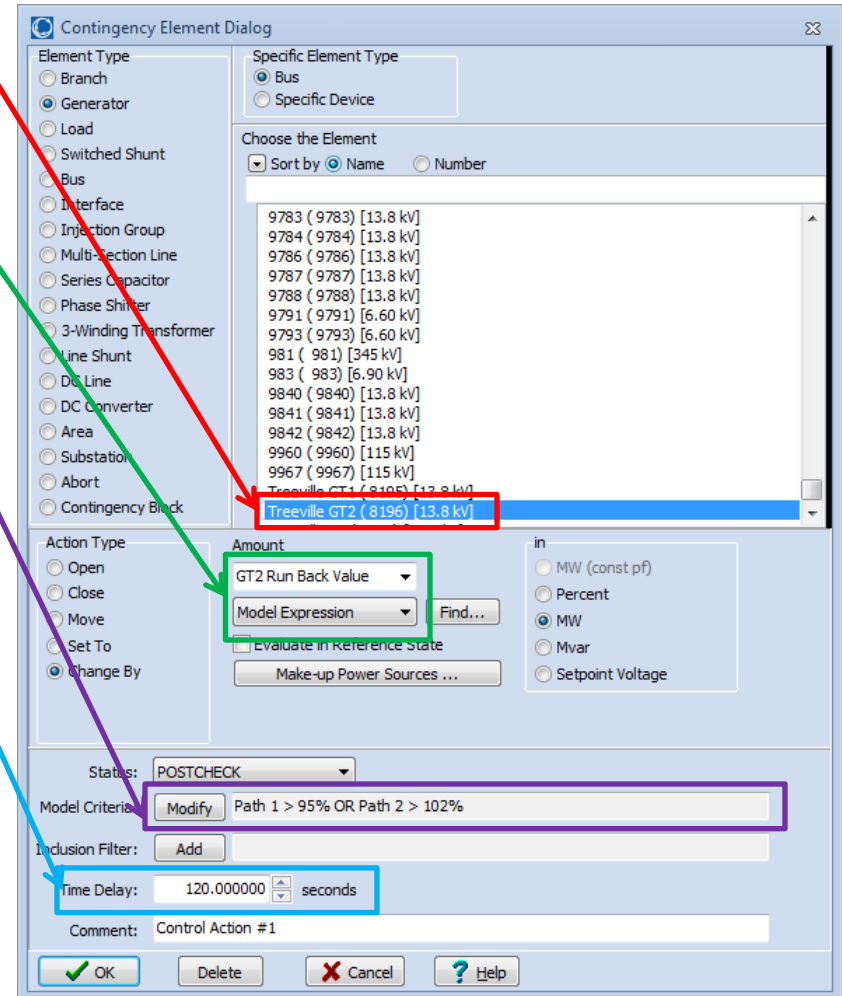 Contingency Element Dialog
Element Type
Branch
Generator
Load
Switched Shunt
Bus
Interface
Injection Group
Multi-Section Line
Series Capacitor
Phase Shifter
3-Winding Transformer
Line Shunt
DC Line
DC Converter
Area
Substation
Abort
Contingency Block
Specific Element Type
Bus
Specific Device
Choose the Element
Sort by Name Number
9783 ( 9783) [13.8 kV]
9784 ( 9784) [13.8 kV]
9786 ( 9786) [13.8 kV]
9787 ( 9787) [13.8 kV]
9788 ( 9788) [13.8 kV]
9791 ( 9791) [6.60 kV]
9793 ( 9793) [6.60 kV]
981 ( 981) [345 kV]
983 ( 983) [6.90 kV]
9840 ( 9840) [13.8 kV]
9841 ( 9841) [13.8 kV]
9842 ( 9842) [13.8 kV]
9960 ( 9960) [115 kV]
9967 ( 9967) [115 kV]
Treeville GT1 ( 8195) [13.8 kV]
Treeville GT2 ( 8196) [13.8 kV]
Action Type
Open
Close
Move
Set To
Change By
Amount
GT2 Run Back Value
Model Expression Find...
Evaluate in Reference State
Make-up Power Sources ...
in
MW (const pf)
Percent
MW
Mvar
Setpoint Voltage
Status: POSTCHECK
Model Criteria: Modify Path 1 > 95% OR Path 2 > 102%
Inclusion Filter: Add
Time Delay: 120.000000 seconds
Comment: Control Action #1
OK Delete Cancel Help